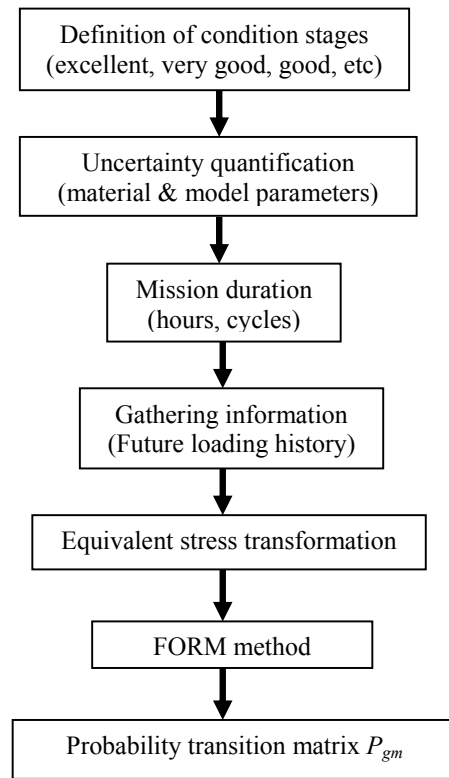 Definition of condition stages
(excellent, very good, good, etc)
Uncertainty quantification
(material & model parameters)
Mission duration
(hours, cycles)
Gathering information
(Future loading history)
Equivalent stress transformation
FORM method
Probability transition matrix P_gm